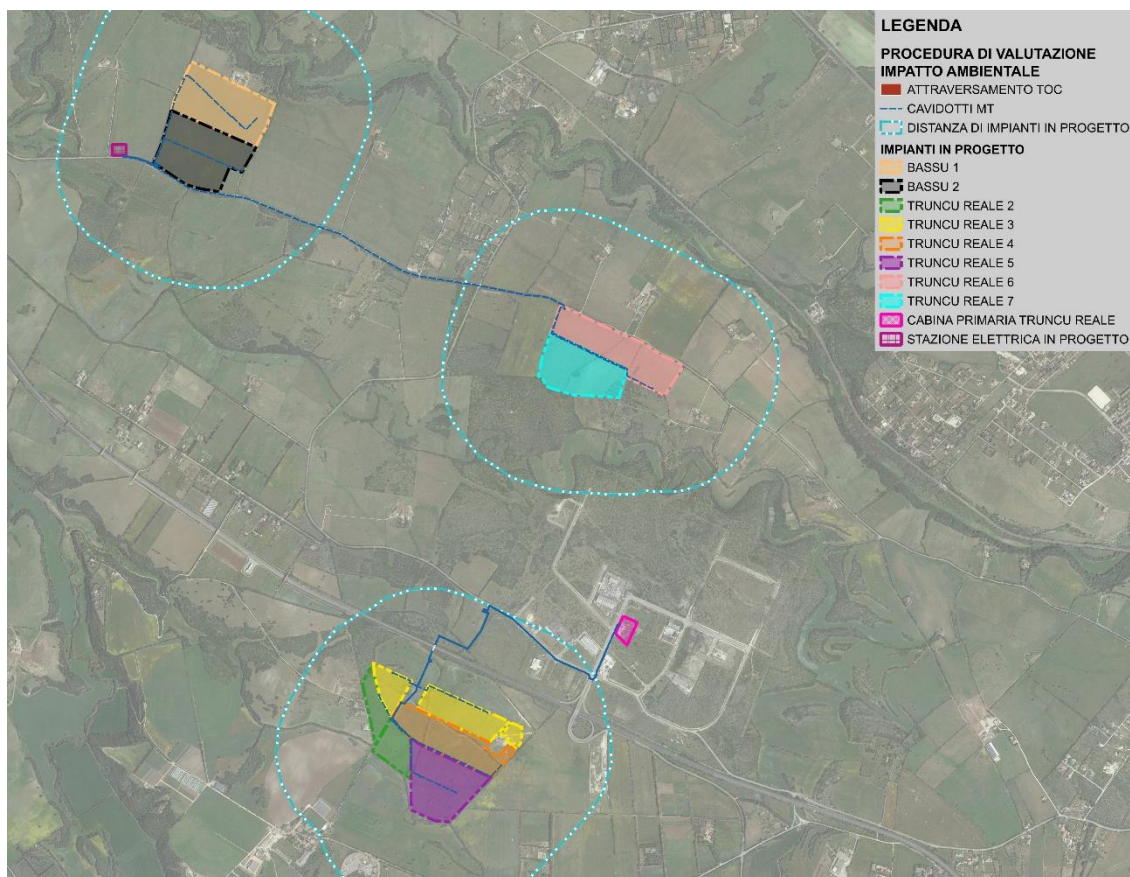 LEGENDA
PROCEDURA DI VALUTAZIONE
IMPATTO AMBIENTALE
ATTRAVERSAMENTO TOC
CAVIDOTTI MT
DISTANZA DI IMPIANTI IN PROGETTO
IMPIANTI IN PROGETTO
BASSU 1
BASSU 2
TRUNCU REALE 2
TRUNCU REALE 3
TRUNCU REALE 4
TRUNCU REALE 5
TRUNCU REALE 6
TRUNCU REALE 7
CABINA PRIMARIA TRUNCU REALE
STAZIONE ELETTRICA IN PROGETTO